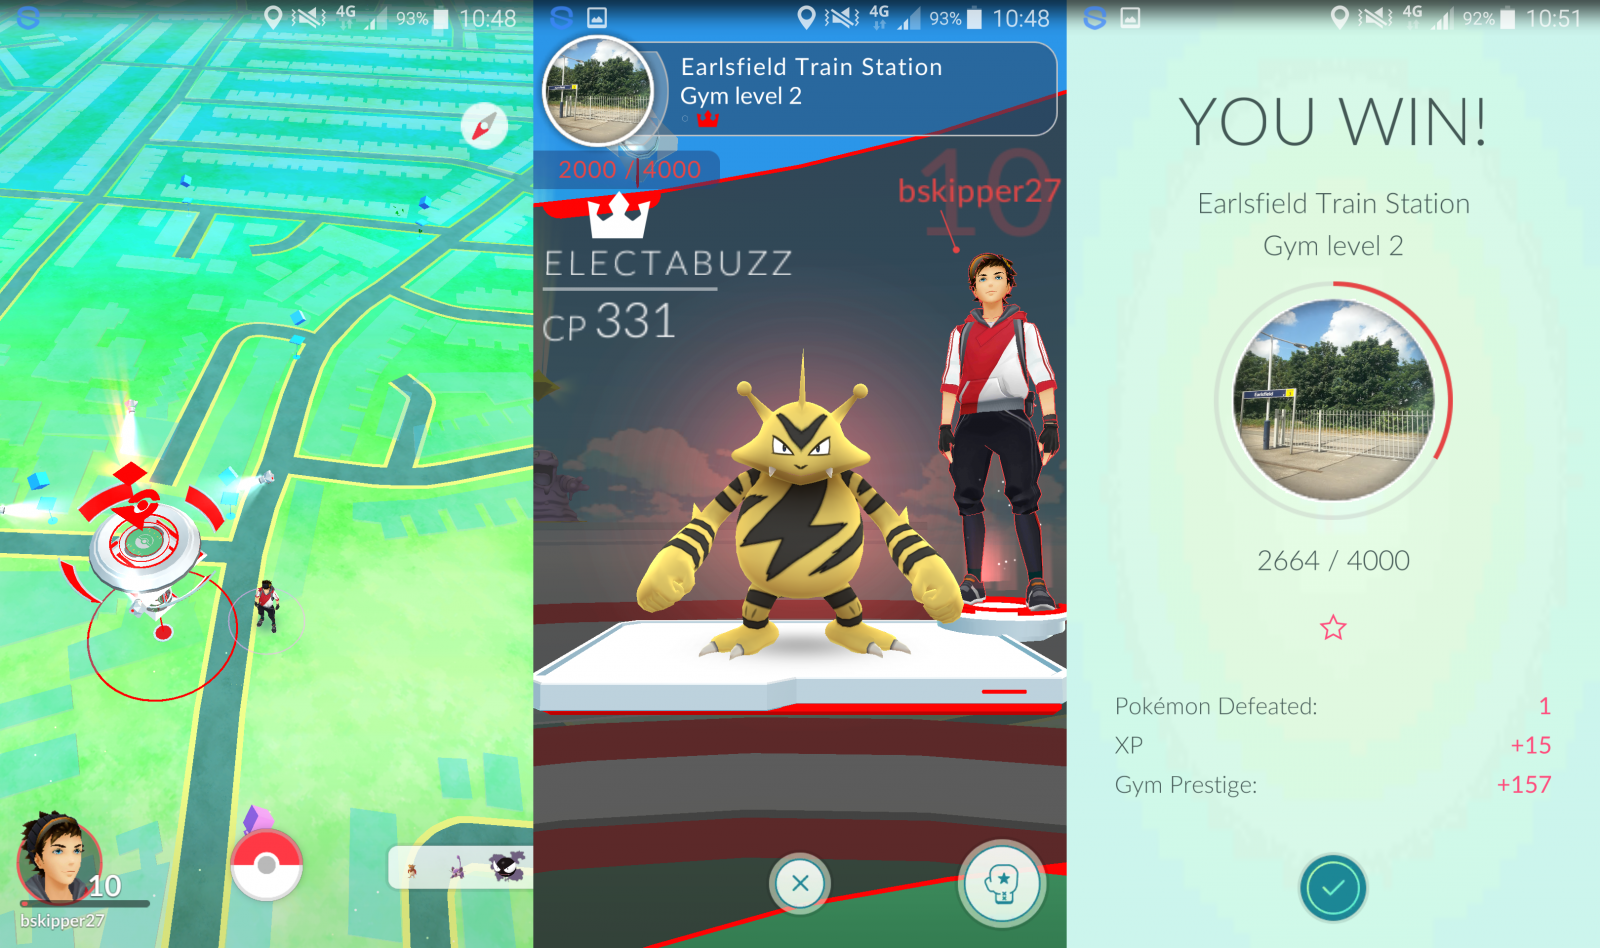 4G 93% 10:48
10
bskipper27
4G 93% 10:48
Earlsfield Train Station
Gym level 2
2000 / 4000
10
bskipper27
ELECTABUZZ
CP 331
4G 92% 10:51
YOU WIN!
Earlsfield Train Station
Gym level 2
Earlsfield
2664 / 4000
Pokémon Defeated: 1
XP +15
Gym Prestige: +157